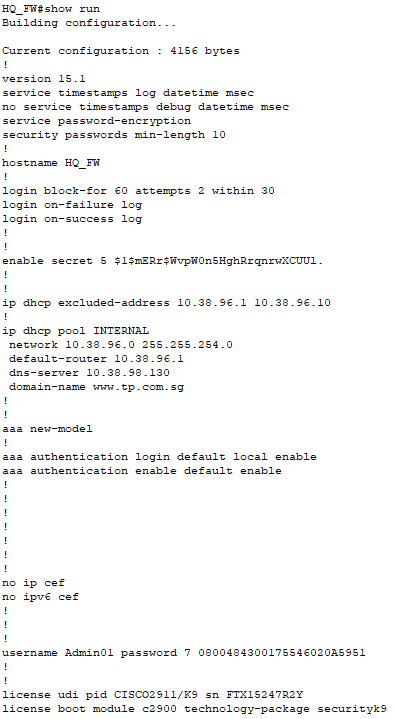 HQ_FW#show run
Building configuration...
Current configuration : 4156 bytes
!
version 15.1
service timestamps log datetime msec
no service timestamps debug datetime msec
service password-encryption
security passwords min-length 10
!
hostname HQ_FW
!
login block-for 60 attempts 2 within 30
login on-failure log
login on-success log
!
!
enable secret 5 $1$mERr$WvpW0n5HghRrqnrwXCUUl.
!
!
ip dhcp excluded-address 10.38.96.1 10.38.96.10
!
ip dhcp pool INTERNAL
network 10.38.96.0 255.255.254.0
default-router 10.38.96.1
dns-server 10.38.98.130
domain-name www.tp.com.sg
!
!
aaa new-model
!
aaa authentication login default local enable
aaa authentication enable default enable
!
!
!
!
!
!
!
no ip cef
no ipv6 cef
!
!
!
username Admin01 password 7 0800484300175546020A5951
!
!
license udi pid CISCO2911/K9 sn FTX15247R2Y
license boot module c2900 technology-package securityk9